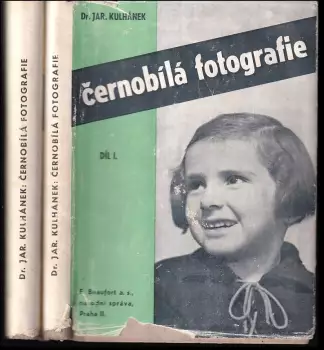 Dr. JAR. KULHÁNEK: ČERNOBÍLÁ FOTOGRAFIE
Dr. JAR. KULHÁNEK: ČERNOBÍLÁ FOTOGRAFIE
Dr. JAR. KULHÁNEK
černobílá fotografie
DÍL I.
F. Beaufort a. s.,
národní správa,
Praha II.